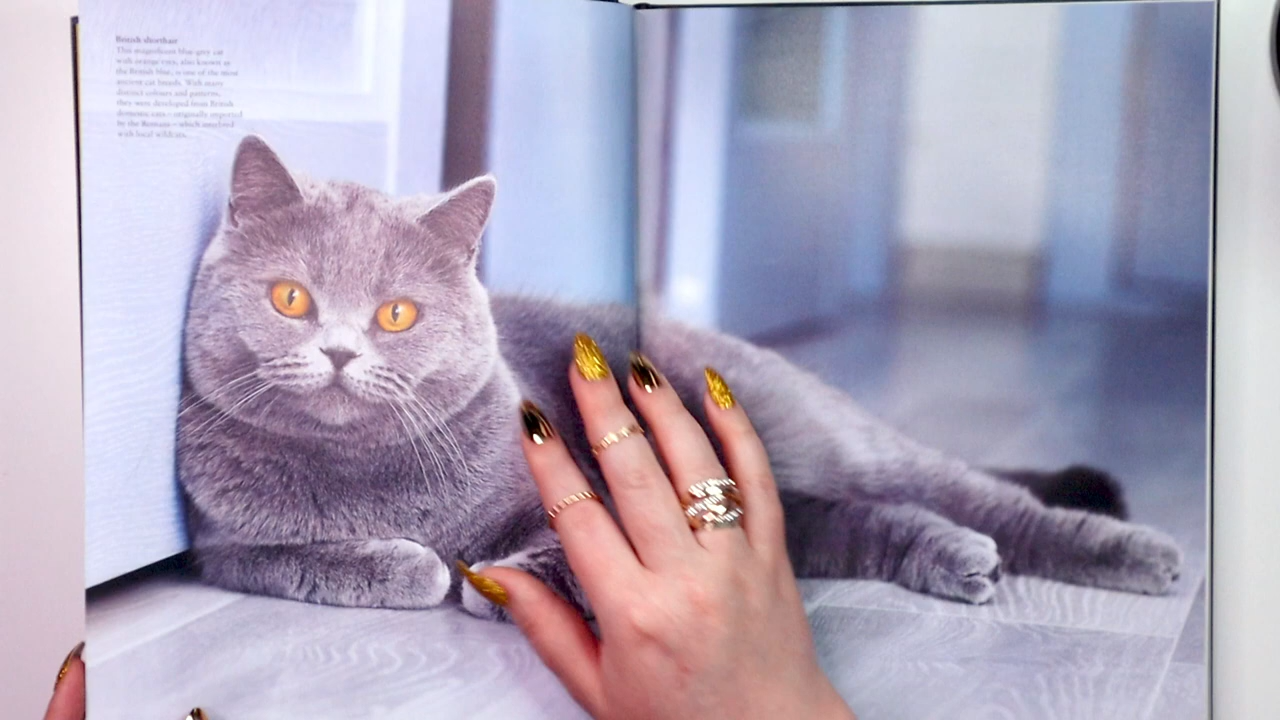 British shorthair
This magnificent blue-grey cat
with orange eyes, also known as
the British blue, is one of the most
ancient cat breeds. With many
distinct colours and patterns,
they were developed from British
domestic cats – originally imported
by the Romans – which
with local wildcats.